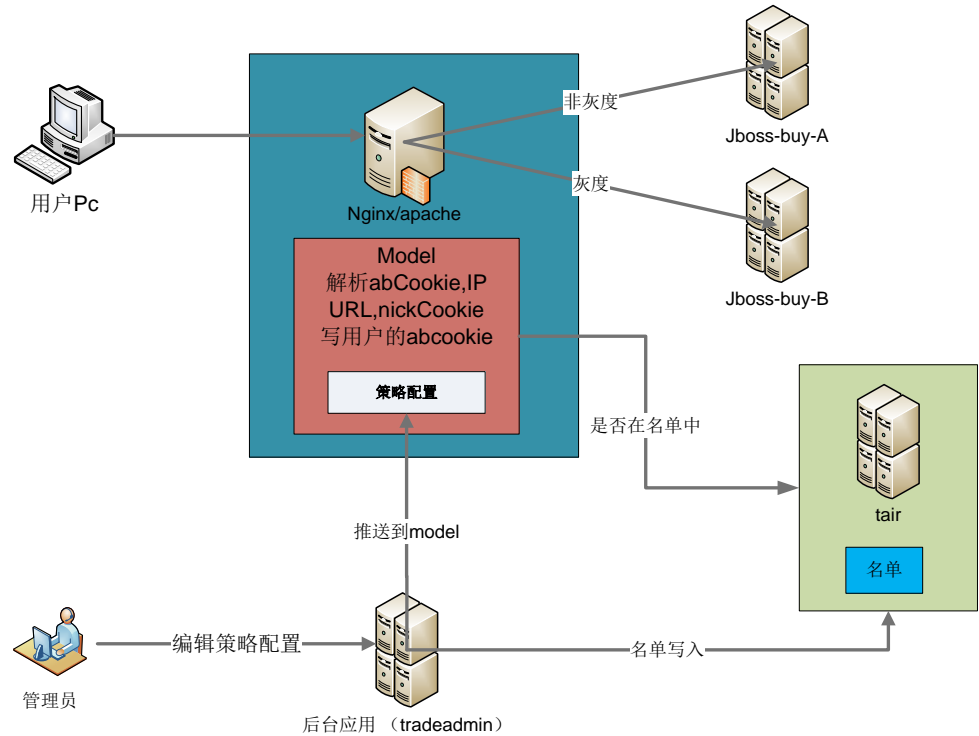 非灰度
Jboss-buy-A
用户Pc
灰度
Nginx/apache
Jboss-buy-B
Model
解析abCookie,IP
URL,nickCookie
写用户的abcookie
策略配置
是否在名单中
tair
推送到model
名单
编辑策略配置
名单写入
管理员
后台应用 （tradeadmin）